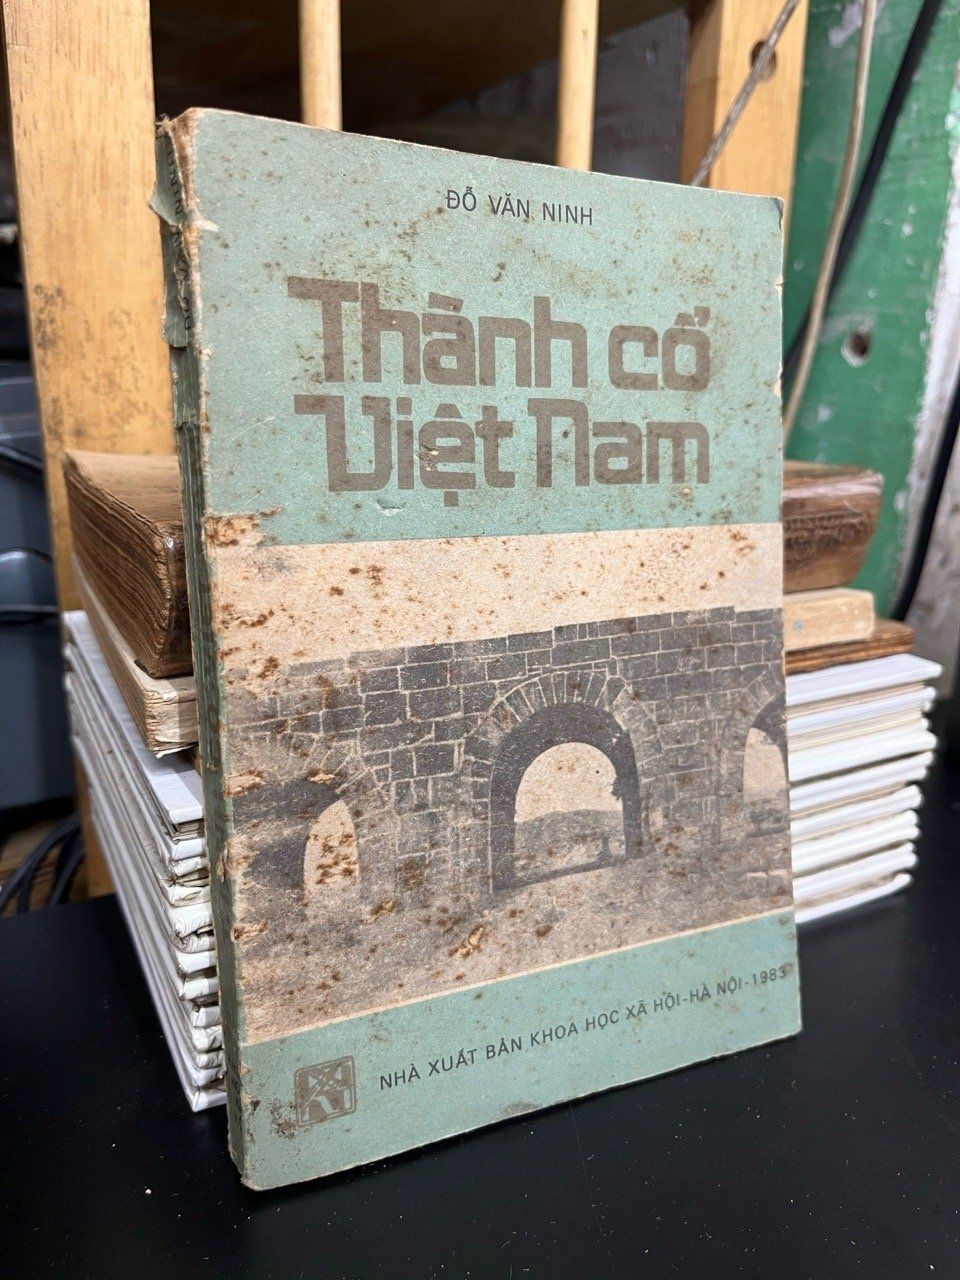 ĐỖ VĂN NINH
Thành cổ
Việt Nam
NHÀ XUẤT BẢN KHOA HỌC XÃ HỘI-HÀ NỘI-1983